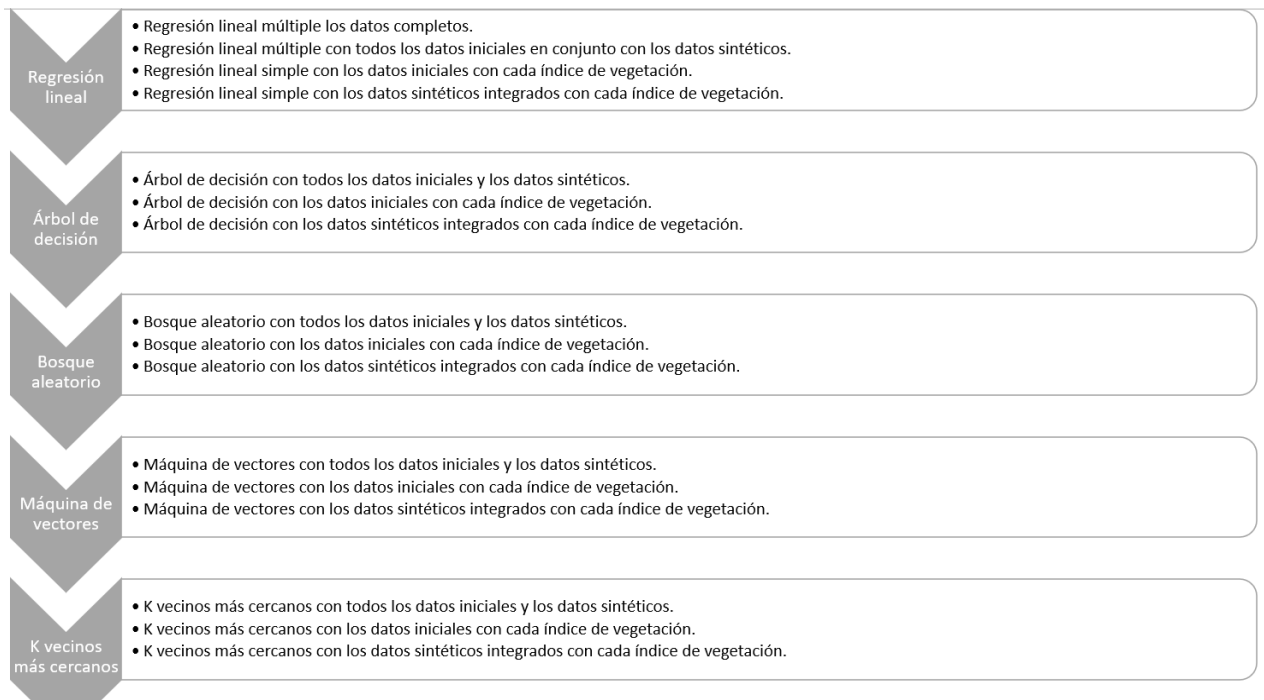 Regresión
lineal
• Regresión lineal múltiple los datos completos.
• Regresión lineal múltiple con todos los datos iniciales en conjunto con los datos sintéticos.
• Regresión lineal simple con los datos iniciales con cada índice de vegetación.
• Regresión lineal simple con los datos sintéticos integrados con cada índice de vegetación.
Árbol de
decisión
• Árbol de decisión con todos los datos iniciales y los datos sintéticos.
• Árbol de decisión con los datos iniciales con cada índice de vegetación.
• Árbol de decisión con los datos sintéticos integrados con cada índice de vegetación.
Bosque
aleatorio
• Bosque aleatorio con todos los datos iniciales y los datos sintéticos.
• Bosque aleatorio con los datos iniciales con cada índice de vegetación.
• Bosque aleatorio con los datos sintéticos integrados con cada índice de vegetación.
Máquina de
vectores
• Máquina de vectores con todos los datos iniciales y los datos sintéticos.
• Máquina de vectores con los datos iniciales con cada índice de vegetación.
• Máquina de vectores con los datos sintéticos integrados con cada índice de vegetación.
K vecinos
más cercanos
• K vecinos más cercanos con todos los datos iniciales y los datos sintéticos.
• K vecinos más cercanos con los datos iniciales con cada índice de vegetación.
• K vecinos más cercanos con los datos sintéticos integrados con cada índice de vegetación.